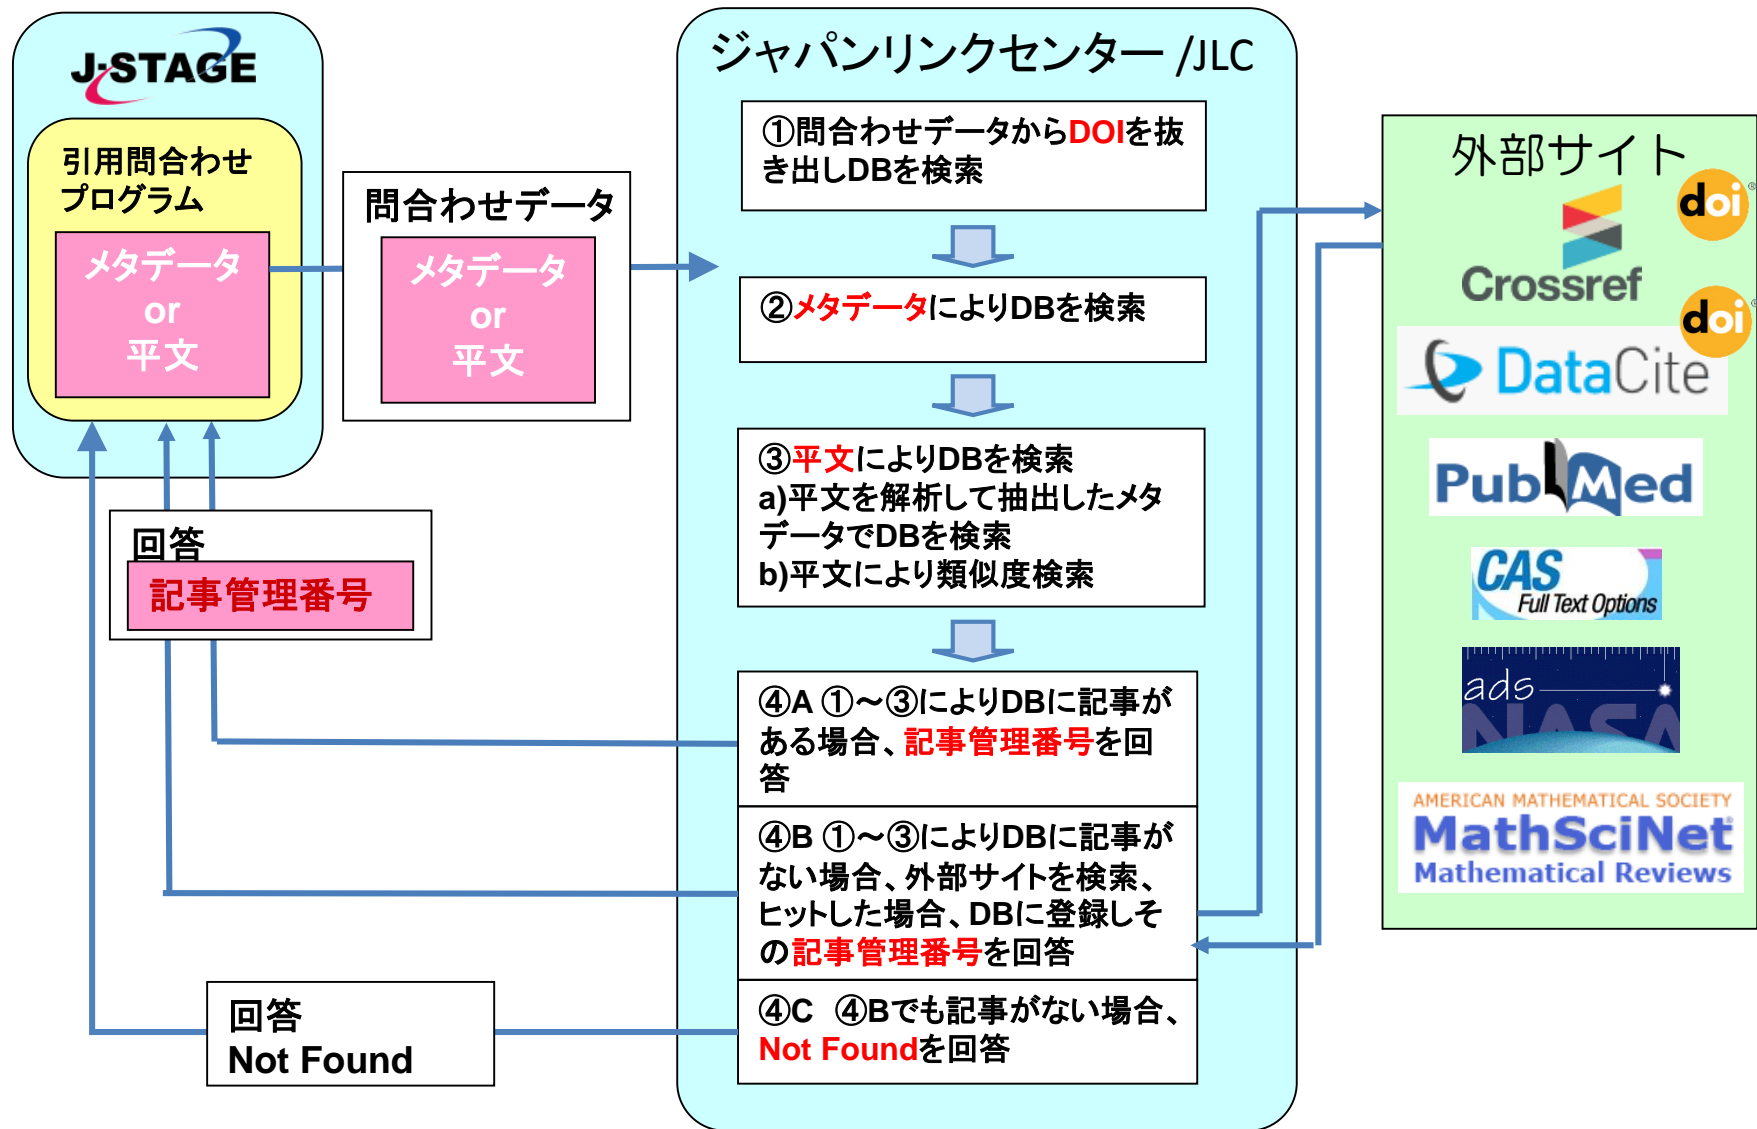 J-STAGE
引用問合わせ
プログラム
メタデータ
or
平文
問合わせデータ
メタデータ
or
平文
回答
記事管理番号
回答
Not Found
ジャパンリンクセンター /JLC
①問合わせデータからDOIを抜
き出しDBを検索
②メタデータによりDBを検索
③平文によりDBを検索
a)平文を解析して抽出したメタ
データでDBを検索
b)平文により類似度検索
④A ①～③によりDBに記事が
ある場合、記事管理番号を回
答
④B ①～③によりDBに記事が
ない場合、外部サイトを検索、
ヒットした場合、DBに登録しそ
の記事管理番号を回答
④C ④Bでも記事がない場合、
Not Foundを回答
外部サイト
doi®
Crossref
doi®
DataCite
PubMed
CAS
Full Text Options
ads
NASA
AMERICAN MATHEMATICAL SOCIETY
MathSciNet®
Mathematical Reviews